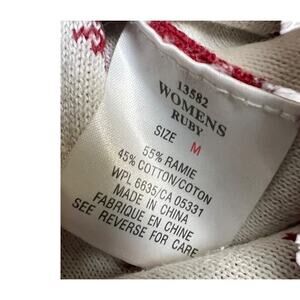 13582
WOMENS
RUBY
SIZE M
55% RAMIE
45% COTTON/COTON
WPL 6635/CA 05331
MADE IN CHINA
FABRIQUE EN CHINE
SEE REVERSE FOR CARE